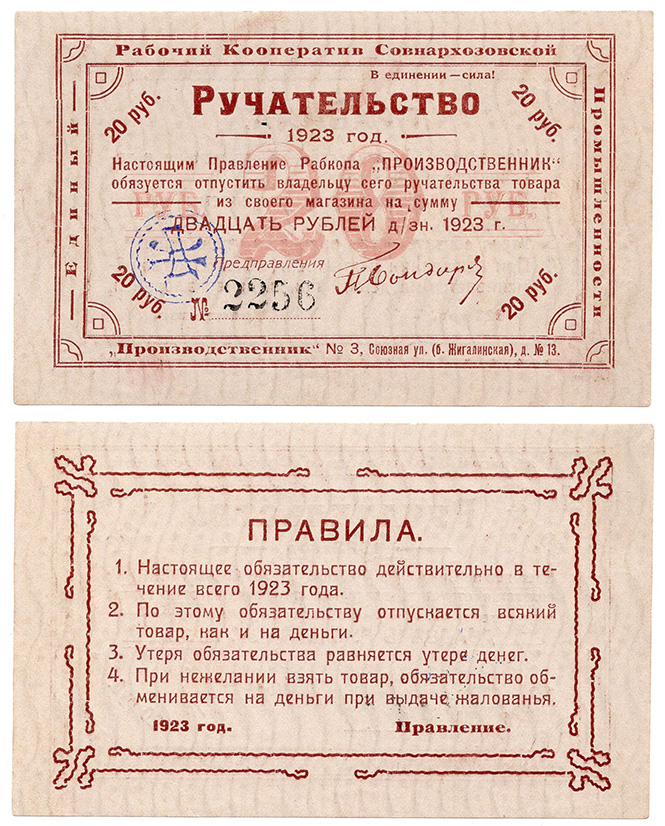 Единый
Рабочий Кооператив Совнархозовской
Промышленности
20 руб.
20 руб.
В единении — сила!
РУЧАТЕЛЬСТВО
1923 год.
Настоящим Правление Рабкопа „ПРОИЗВОДСТВЕННИК“
обязуется отпустить владельцу сего ручательства товара
из своего магазина на сумму
ДВАДЦАТЬ РУБЛЕЙ д/зн. 1923 г.
РУБ. 20 РУБ.
Предправления
№ 2256
20 руб.
20 руб.
„Производственник“ № 3, Союзная ул. (б. Жигалинская), д. № 13.
ПРАВИЛА.
1. Настоящее обязательство действительно в те-
чение всего 1923 года.
2. По этому обязательству отпускается всякий
товар, как и на деньги.
3. Утеря обязательства равняется утере денег.
4. При нежелании взять товар, обязательство об-
менивается на деньги при выдаче жалованья.
1923 год. Правление.